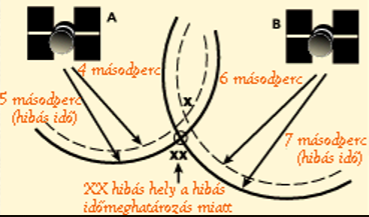 A
B
4 másodperc
6 másodperc
5 másodperc
(hibás idő)
x
7 másodperc
(hibás idő)
xx
XX hibás hely a hibás
időmeghatározás miatt